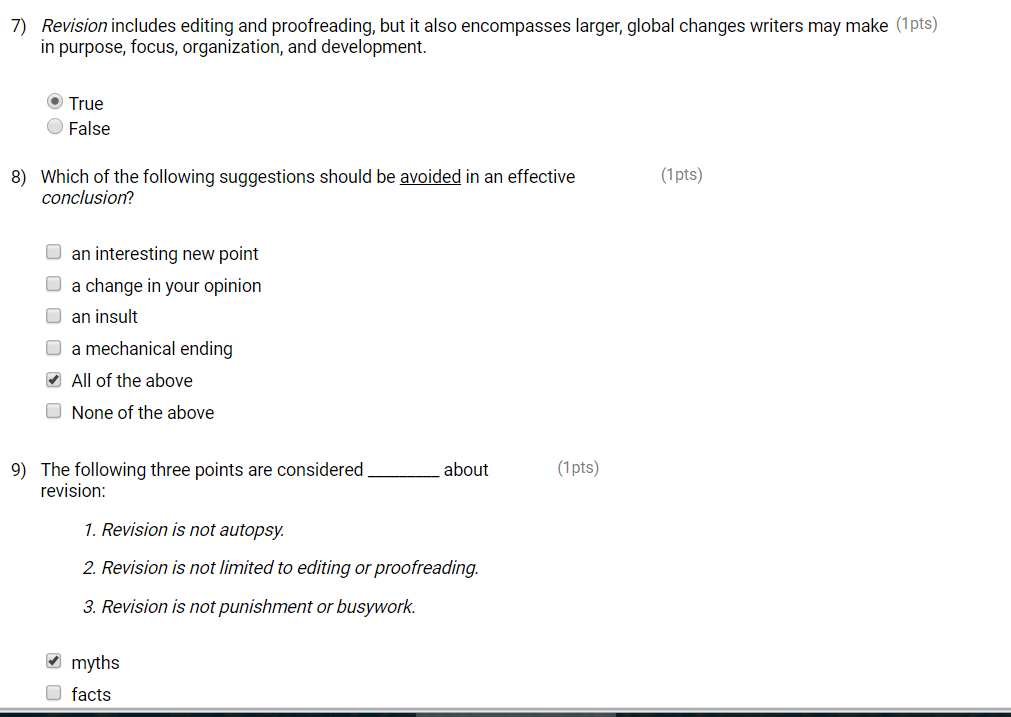 7) Revision includes editing and proofreading, but it also encompasses larger, global changes writers may make (1pts)
in purpose, focus, organization, and development.
True
False
8) Which of the following suggestions should be avoided in an effective (1pts)
conclusion?
an interesting new point
a change in your opinion
an insult
a mechanical ending
All of the above
None of the above
9) The following three points are considered ________ about (1pts)
revision:
1. Revision is not autopsy.
2. Revision is not limited to editing or proofreading.
3. Revision is not punishment or busywork.
myths
facts